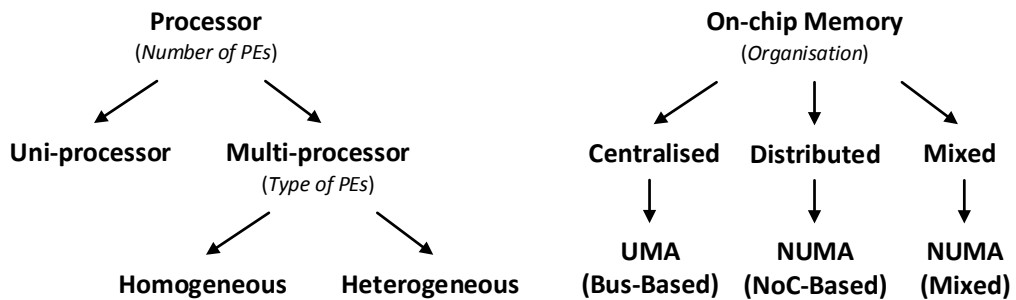 Processor
(Number of PEs)
Uni-processor
Multi-processor
(Type of PEs)
Homogeneous
Heterogeneous
On-chip Memory
(Organisation)
Centralised
Distributed
Mixed
UMA
(Bus-Based)
NUMA
(NoC-Based)
NUMA
(Mixed)